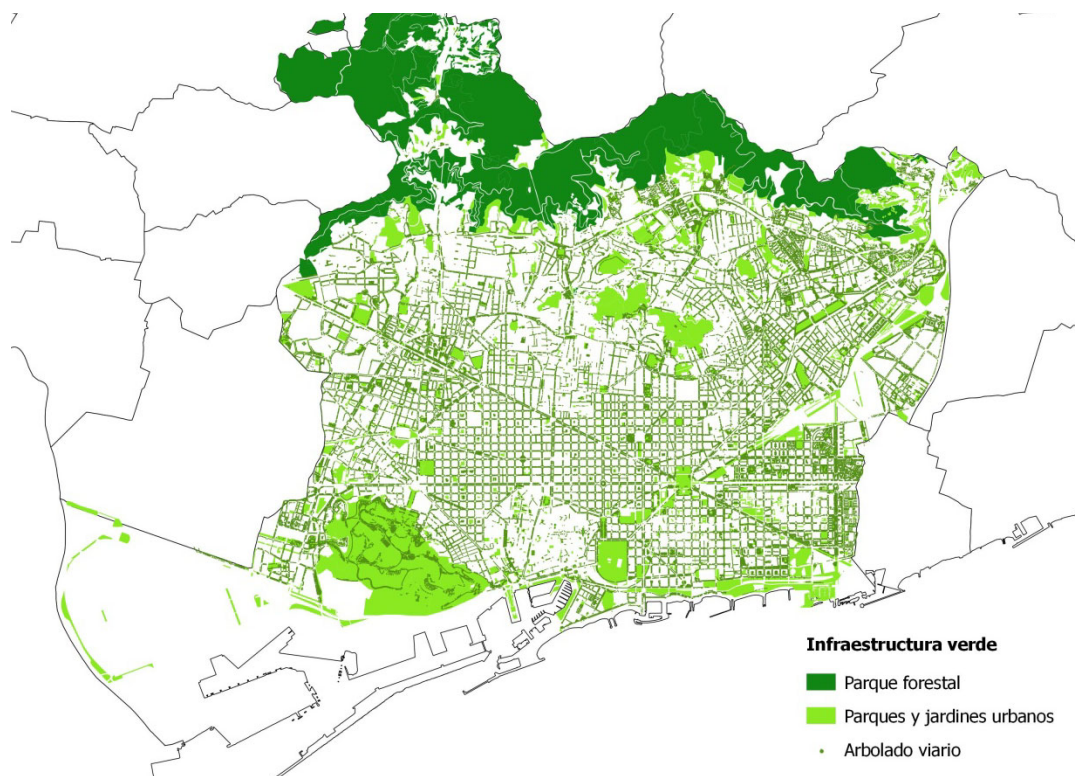 Infraestructura verde
Parque forestal
Parques y jardines urbanos
Arbolado viario